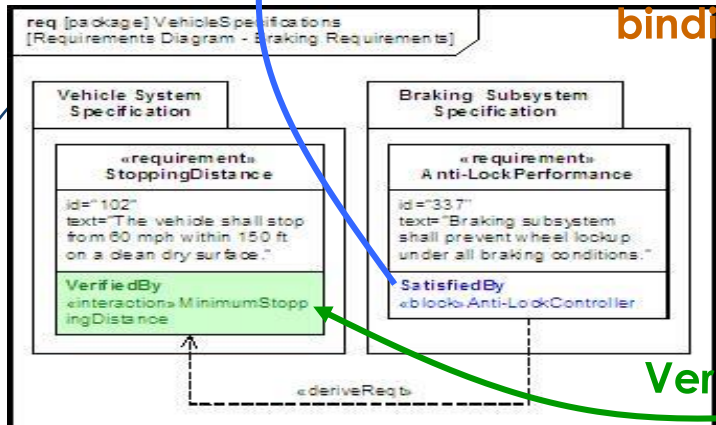 req [package] VehicleSpecifications
[Requirements Diagram - Braking Requirements]
bindi
Vehicle System
Specification
Braking Subsystem
Specification
«requirement»
StoppingDistance
id="102"
text="The vehicle shall stop
from 60 mph within 150 ft
on a clean dry surface."
VerifiedBy
«interaction» MinimumStopp
ingDistance
«requirement»
Anti-LockPerformance
id="337"
text="Braking subsystem
shall prevent wheel lockup
under all braking conditions."
SatisfiedBy
«block» Anti-LockController
«deriveReqt»
Ver